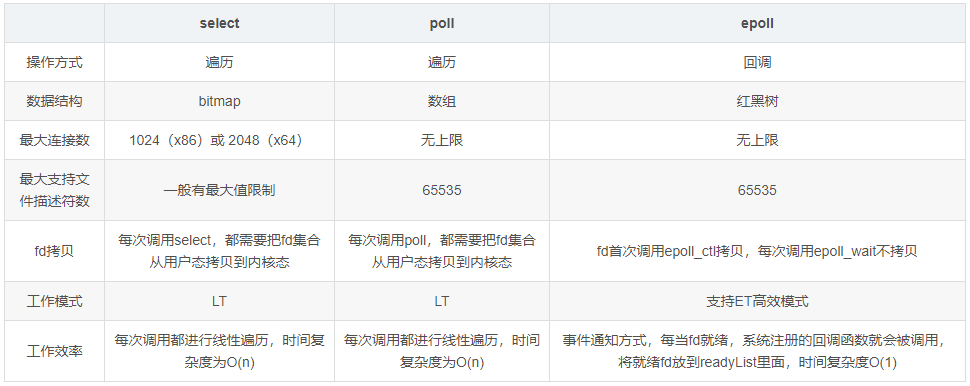 select poll epoll
操作方式 遍历 遍历 回调
数据结构 bitmap 数组 红黑树
最大连接数 1024（x86）或 2048（x64） 无上限 无上限
最大支持文
件描述符数 一般有最大值限制 65535 65535
fd拷贝 每次调用select，都需要把fd集合
从用户态拷贝到内核态 每次调用poll，都需要把fd集合
从用户态拷贝到内核态 fd首次调用epoll_ctl拷贝，每次调用epoll_wait不拷贝
工作模式 LT LT 支持ET高效模式
工作效率 每次调用都进行线性遍历，时间复
杂度为O(n) 每次调用都进行线性遍历，时间
复杂度为O(n) 事件通知方式，每当fd就绪，系统注册的回调函数就会被调用，
将就绪fd放到readyList里面，时间复杂度O(1)